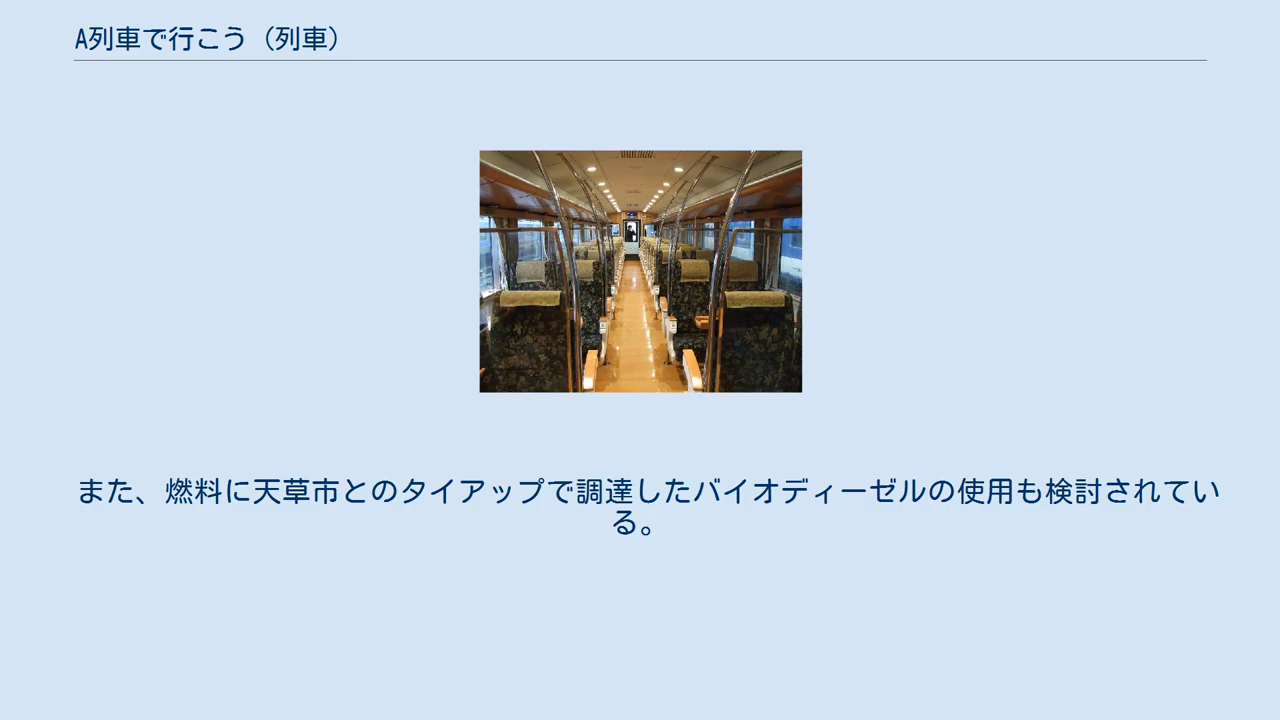 A列車で行こう（列車）
また、燃料に天草市とのタイアップで調達したバイオディーゼルの使用も検討されてい
る。